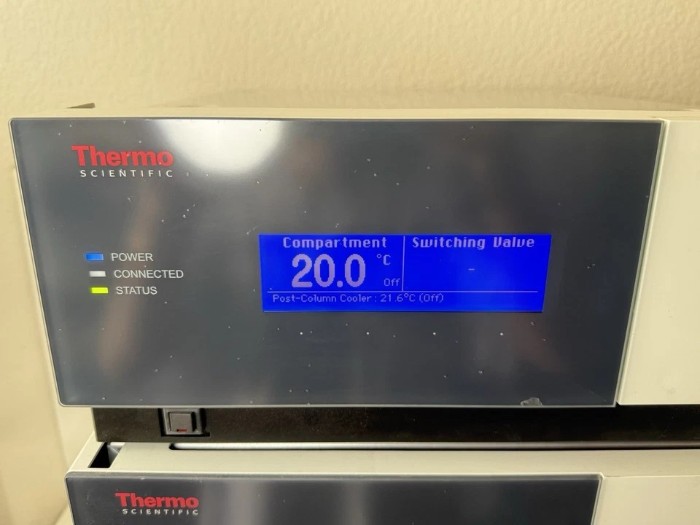 Thermo
SCIENTIFIC
POWER
CONNECTED
STATUS
Compartment
20.0 °C
Off
Switching Valve
-
Post-Column Cooler : 21.6°C (Off)
Thermo
SCIENTIFIC